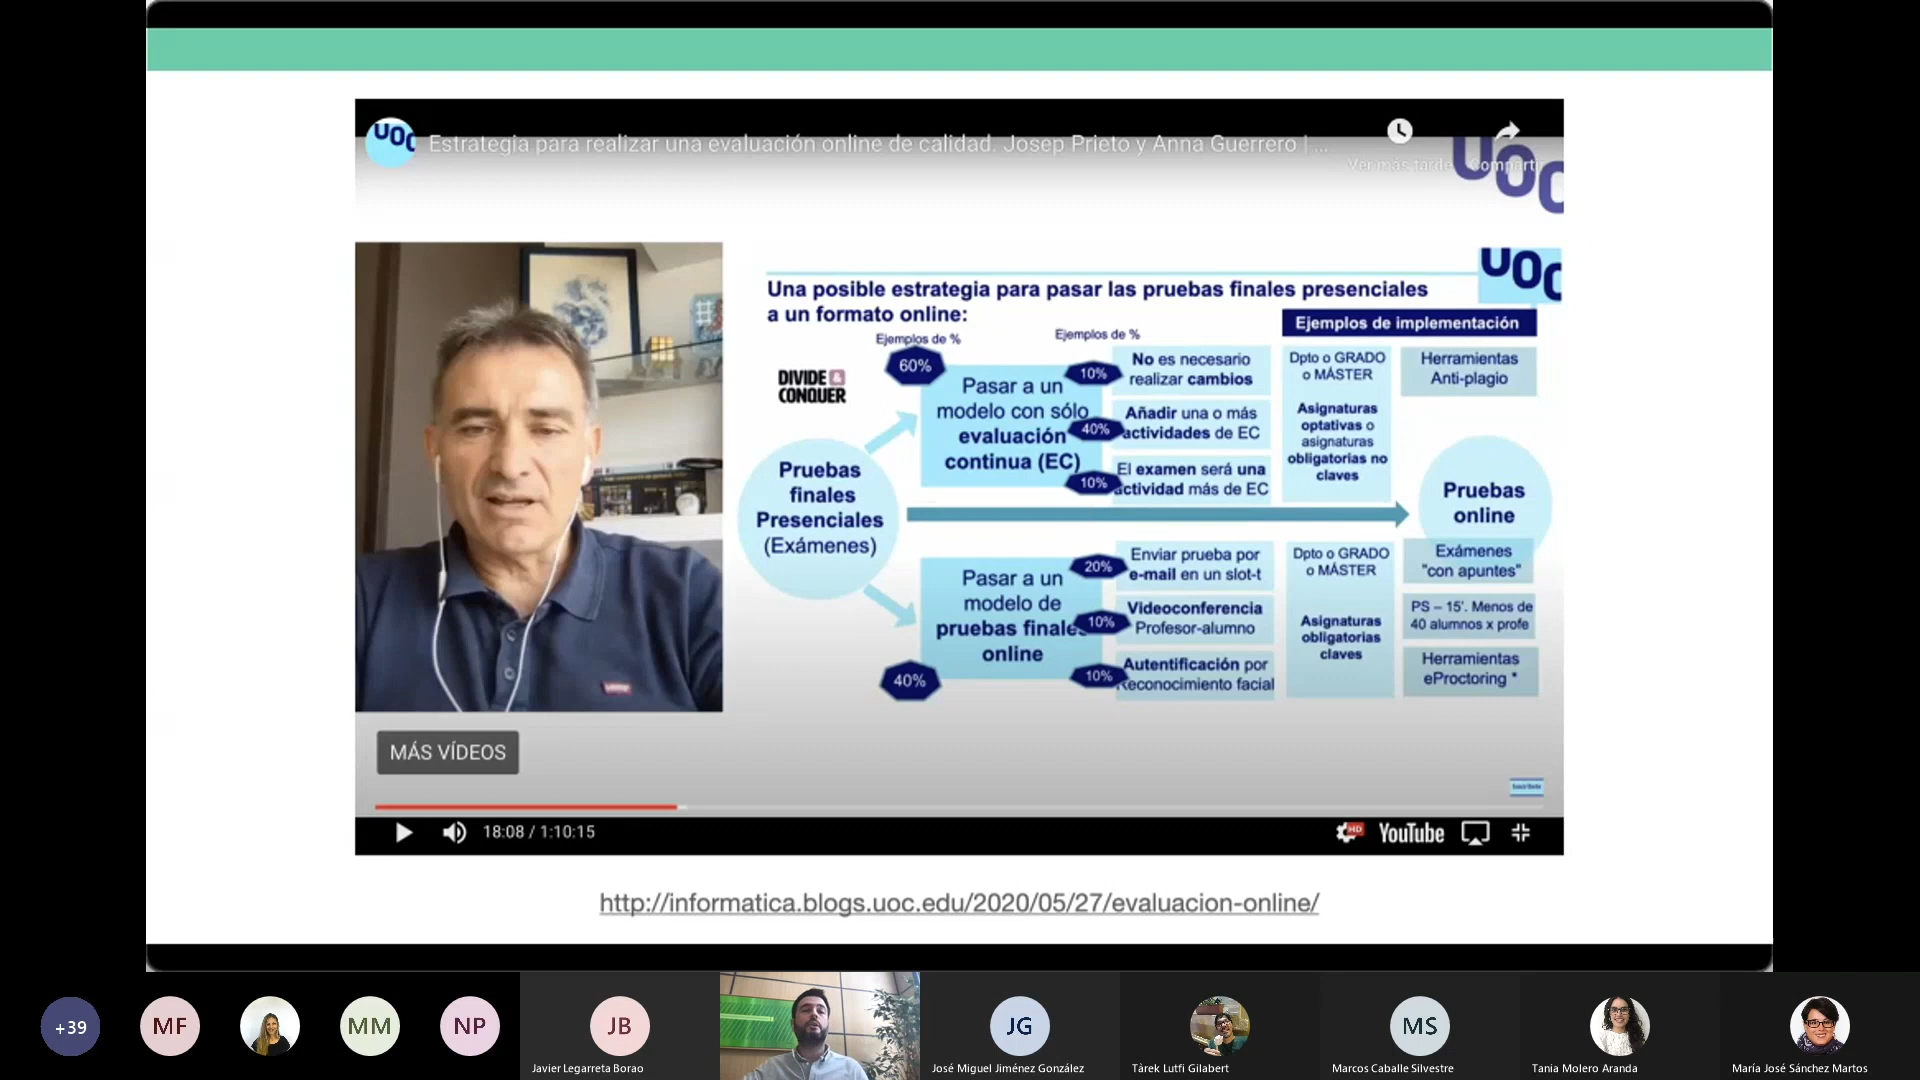 UOC
Estrategia para realizar una evaluación online de calidad. Josep Prieto y Anna Guerrero | ...
Ver más tarde
Compartir
UOC
UOC
Una posible estrategia para pasar las pruebas finales presenciales
a un formato online:
Ejemplos de %
Ejemplos de %
Ejemplos de implementación
DIVIDE &
CONQUER
60%
Pasar a un
modelo con sólo
evaluación
continua (EC)
10%
No es necesario
realizar cambios
40%
Añadir una o más
actividades de EC
10%
El examen será una
actividad más de EC
Dpto o GRADO
o MÁSTER
Asignaturas
optativas o
asignaturas
obligatorias no
claves
Herramientas
Anti-plagio
Pruebas
finales
Presenciales
(Exámenes)
Pruebas
online
Pasar a un
modelo de
pruebas finales
online
40%
20%
Enviar prueba por
e-mail en un slot-t
10%
Videoconferencia
Profesor-alumno
10%
Autentificación por
Reconocimiento facial
Dpto o GRADO
o MÁSTER
Asignaturas
obligatorias
claves
Exámenes
"con apuntes"
PS – 15'. Menos de
40 alumnos x profe
Herramientas
eProctoring *
MÁS VÍDEOS
18:08 / 1:10:15
HD
YouTube
http://informatica.blogs.uoc.edu/2020/05/27/evaluacion-online/
+39
MF
MM
NP
JB
Javier Legarreta Borao
JG
José Miguel Jiménez González
Tàrek Lutfi Gilabert
MS
Marcos Caballe Silvestre
Tania Molero Aranda
María José Sánchez Martos